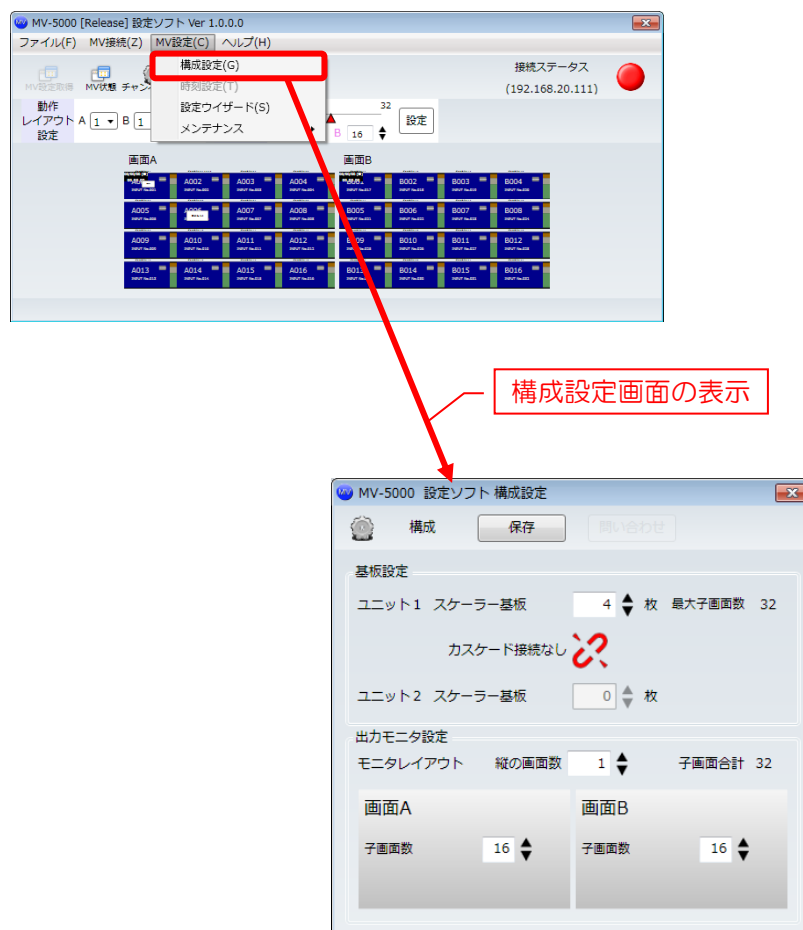 MV-5000 [Release] 設定ソフト Ver 1.0.0.0
ファイル(F) MV接続(Z) MV設定(C) ヘルプ(H)
構成設定(G)
時刻設定(T)
設定ウイザード(S)
メンテナンス
MV設定取得 MV状態 チャン
接続ステータス
(192.168.20.111)
動作
レイアウト
設定
A 1 B 1
32
B 16
設定
画面A 画面B
A002 A003 A004 B002 B003 B004
A005 A007 A008 B005 B006 B007 B008
A009 A010 A011 A012 B009 B010 B011 B012
A013 A014 A015 A016 B013 B014 B015 B016
構成設定画面の表示
MV-5000 設定ソフト 構成設定
構成 保存 問い合わせ
基板設定
ユニット1 スケーラー基板 4 枚 最大子画面数 32
カスケード接続なし
ユニット2 スケーラー基板 0 枚
出力モニタ設定
モニタレイアウト 縦の画面数 1 子画面合計 32
画面A 画面B
子画面数 16 子画面数 16